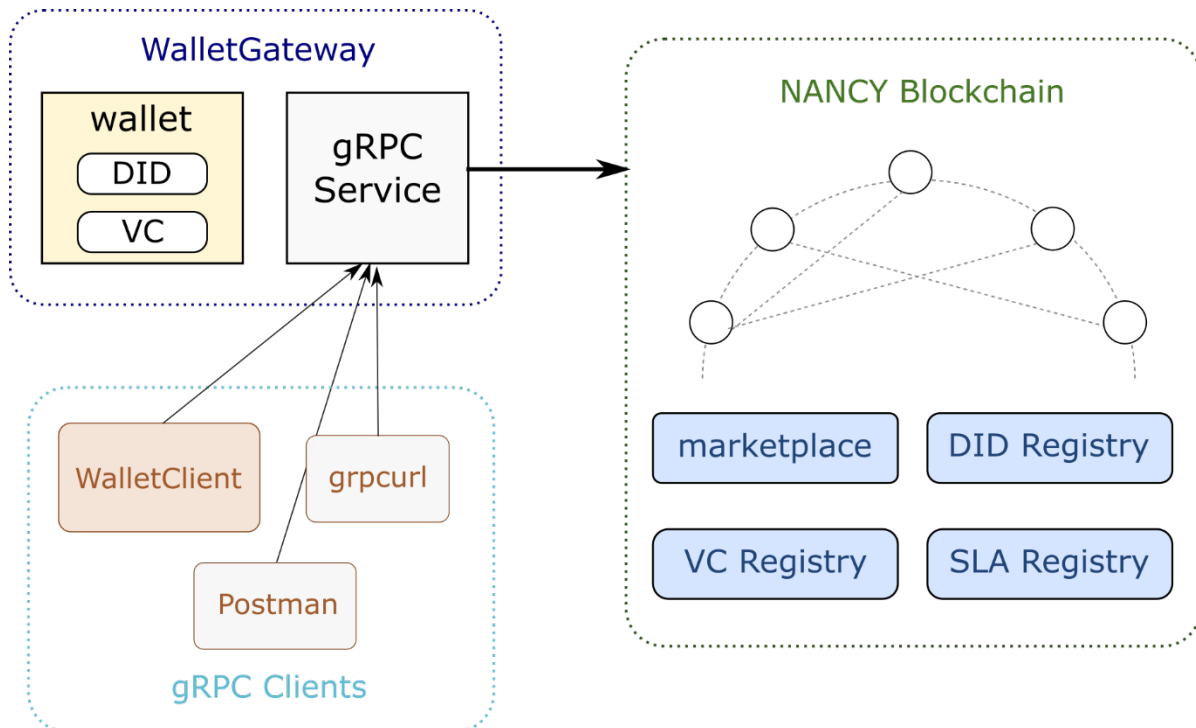 WalletGateway
wallet
DID
VC
gRPC
Service
NANCY Blockchain
marketplace
DID Registry
VC Registry
SLA Registry
WalletClient
grpcurl
Postman
gRPC Clients